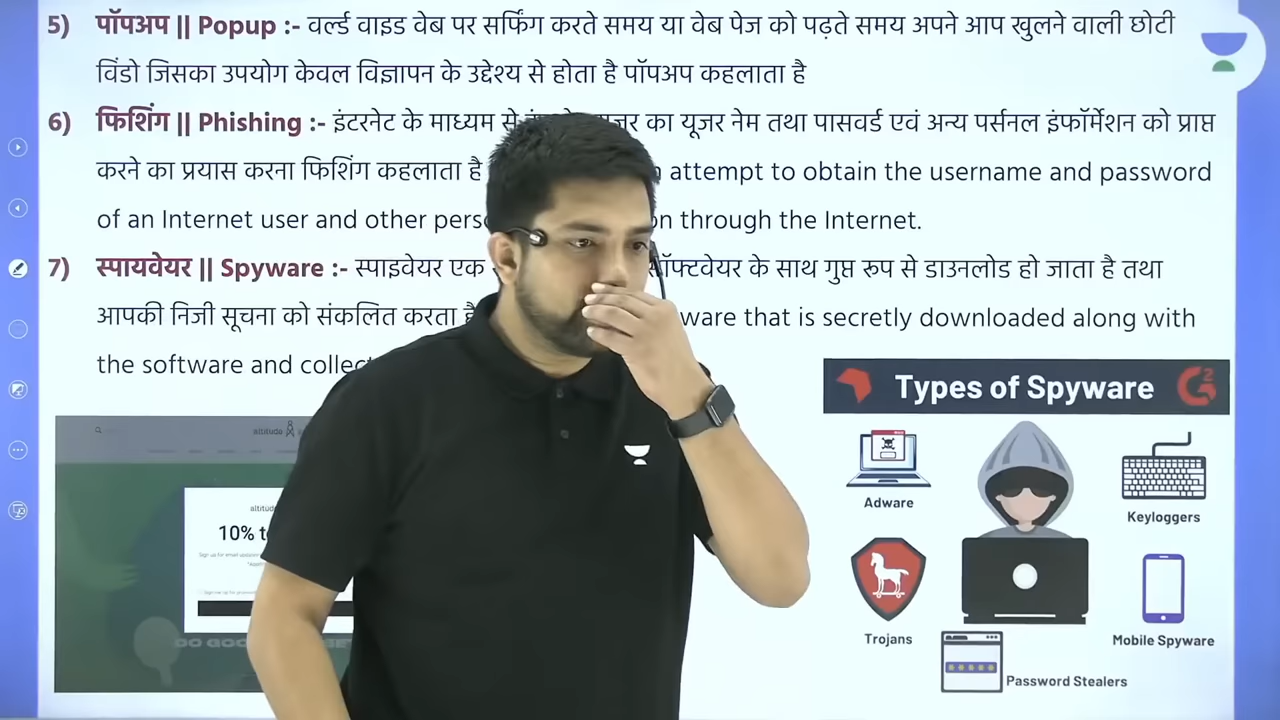 5) पॉपअप || Popup :- वर्ल्ड वाइड वेब पर सर्फिंग करते समय या वेब पेज को पढ़ते समय अपने आप खुलने वाली छोटी
विंडो जिसका उपयोग केवल विज्ञापन के उद्देश्य से होता है पॉपअप कहलाता है
6) फिशिंग || Phishing :- इंटरनेट के माध्यम से का यूजर नेम तथा पासवर्ड एवं अन्य पर्सनल इंफॉर्मेशन को प्राप्त
करने का प्रयास करना फिशिंग कहलाता है attempt to obtain the username and password
of an Internet user and other through the Internet.
7) स्पायवेयर || Spyware :- स्पाइवेयर एक सॉफ्टवेयर के साथ गुप्त रूप से डाउनलोड हो जाता है तथा
आपकी निजी सूचना को संकलित करता है that is secretly downloaded along with
the software and
Types of Spyware
altitude
altitude
10%
Adware
Keyloggers
Trojans
Mobile Spyware
Password Stealers